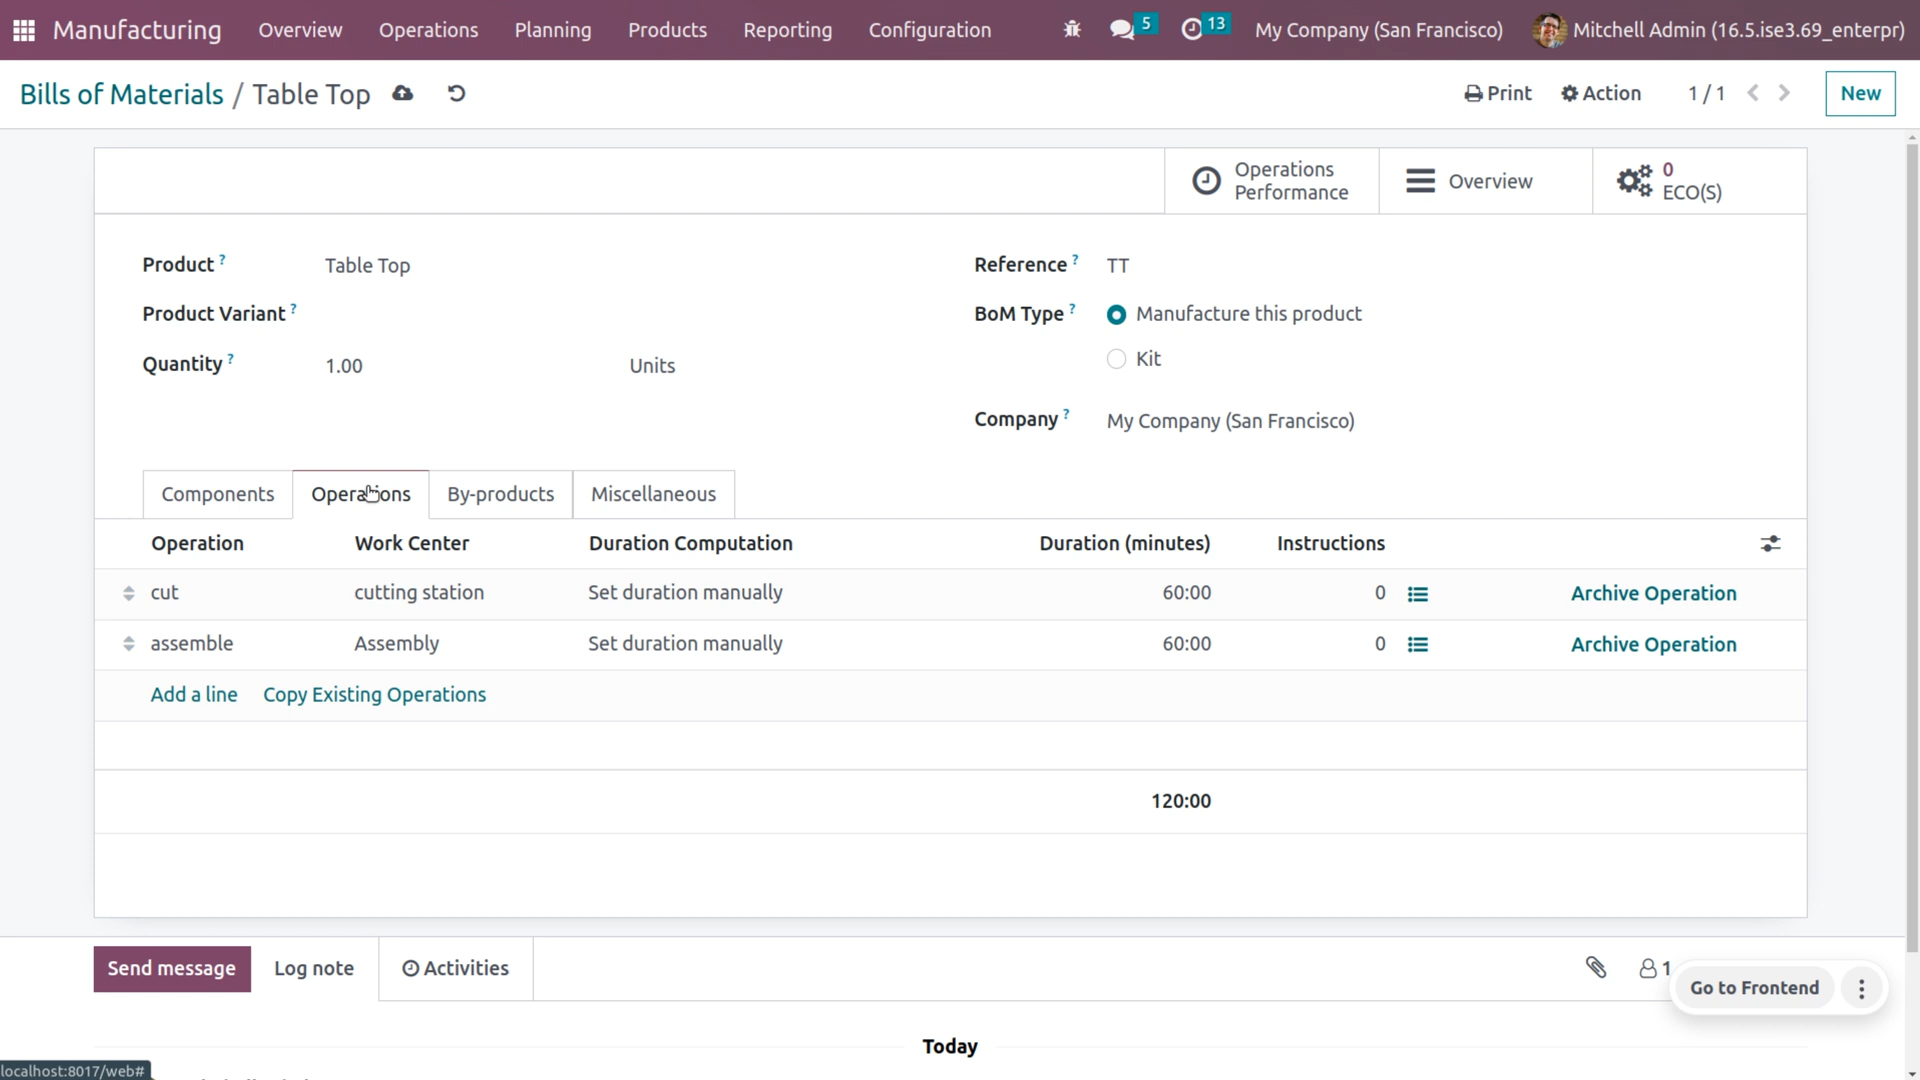 Manufacturing Overview Operations Planning Products Reporting Configuration 5 13 My Company (San Francisco) Mitchell Admin (16.5.ise3.69_enterpr)
Bills of Materials / Table Top Print Action 1 / 1 New
Operations Performance Overview 0 ECO(S)
Product ? Table Top Reference ? TT
Product Variant ? BoM Type ? Manufacture this product
Quantity ? 1.00 Units Kit
Company ? My Company (San Francisco)
Components Operations By-products Miscellaneous
Operation Work Center Duration Computation Duration (minutes) Instructions
cut cutting station Set duration manually 60:00 0 Archive Operation
assemble Assembly Set duration manually 60:00 0 Archive Operation
Add a line Copy Existing Operations
120:00
Send message Log note Activities 1
Go to Frontend
Today
localhost:8017/web#